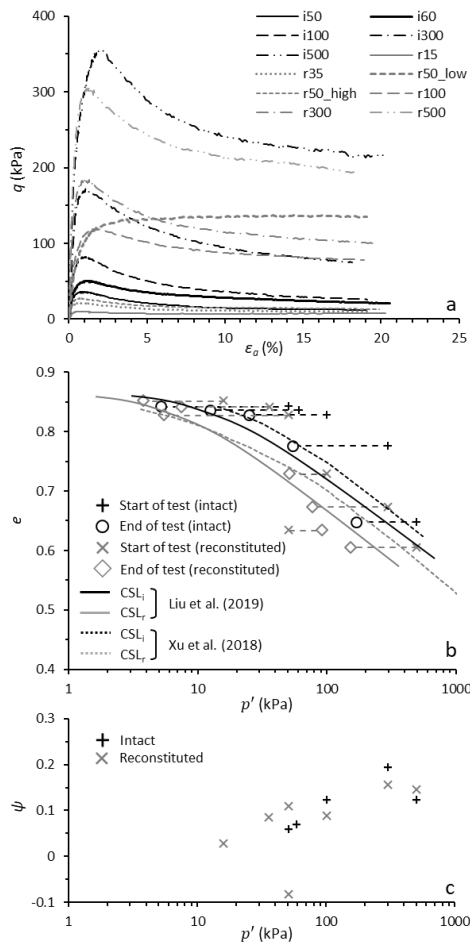 q (kPa)
400
300
200
100
0
i50 i60
i100 i300
i500 r15
r35 r50_low
r50_high r100
r300 r500
a
0 5 10 15 20 25
εa (%)
e
0.9
0.8
0.7
0.6
0.5
0.4
Start of test (intact)
End of test (intact)
Start of test (reconstituted)
End of test (reconstituted)
CSLi
CSLr
Liu et al. (2019)
CSLi
CSLr
Xu et al. (2018)
b
1 10 100 1000
p' (kPa)
ψ
0.3
0.2
0.1
0
-0.1
Intact
Reconstituted
c
1 10 100 1000
p' (kPa)